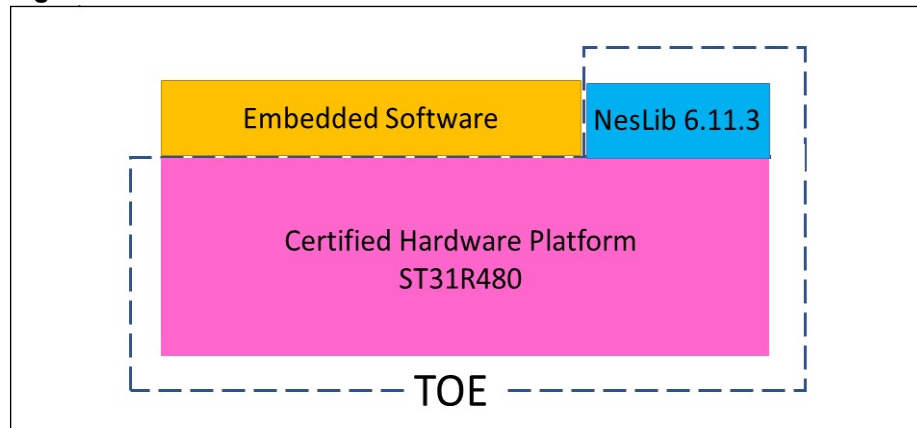 Embedded Software
NesLib 6.11.3
Certified Hardware Platform
ST31R480
TOE